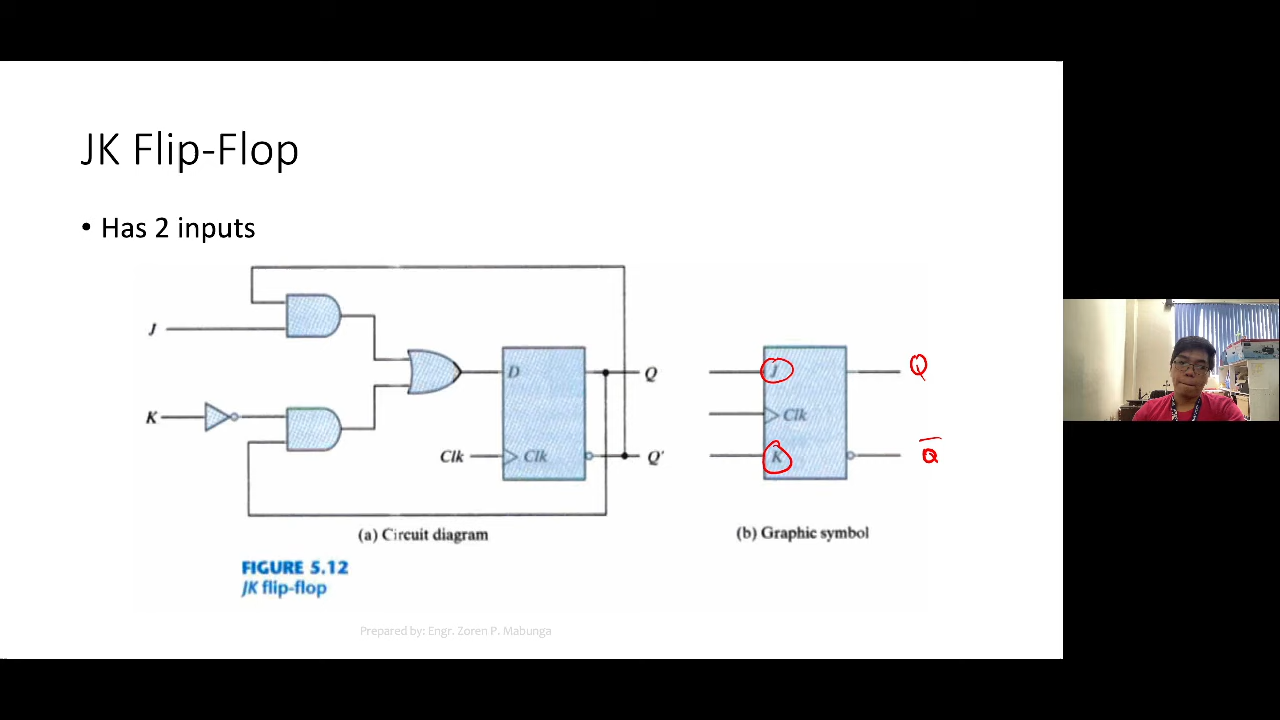 JK Flip-Flop
• Has 2 inputs
J
K
D
Clk
Clk
Q
Q'
J
Clk
K
Q
Q̅
(a) Circuit diagram
(b) Graphic symbol
FIGURE 5.12
JK flip-flop
Prepared by: Engr. Zoren P. Mabunga